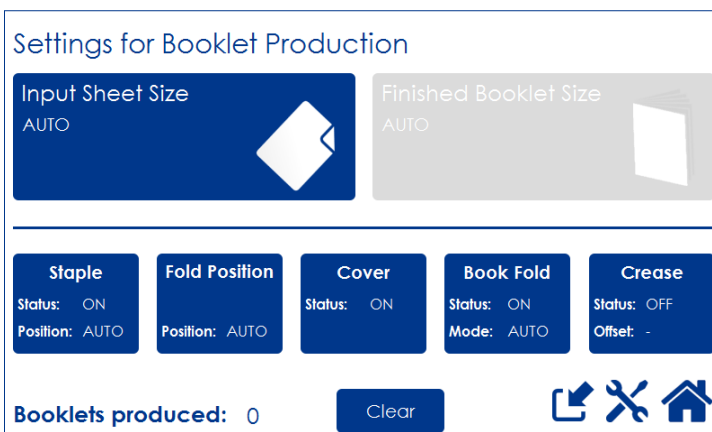 Settings for Booklet Production
Input Sheet Size
AUTO
Finished Booklet Size
AUTO
Staple
Status: ON
Position: AUTO
Fold Position
Position: AUTO
Cover
Status: ON
Book Fold
Status: ON
Mode: AUTO
Crease
Status: OFF
Offset: -
Booklets produced: 0
Clear